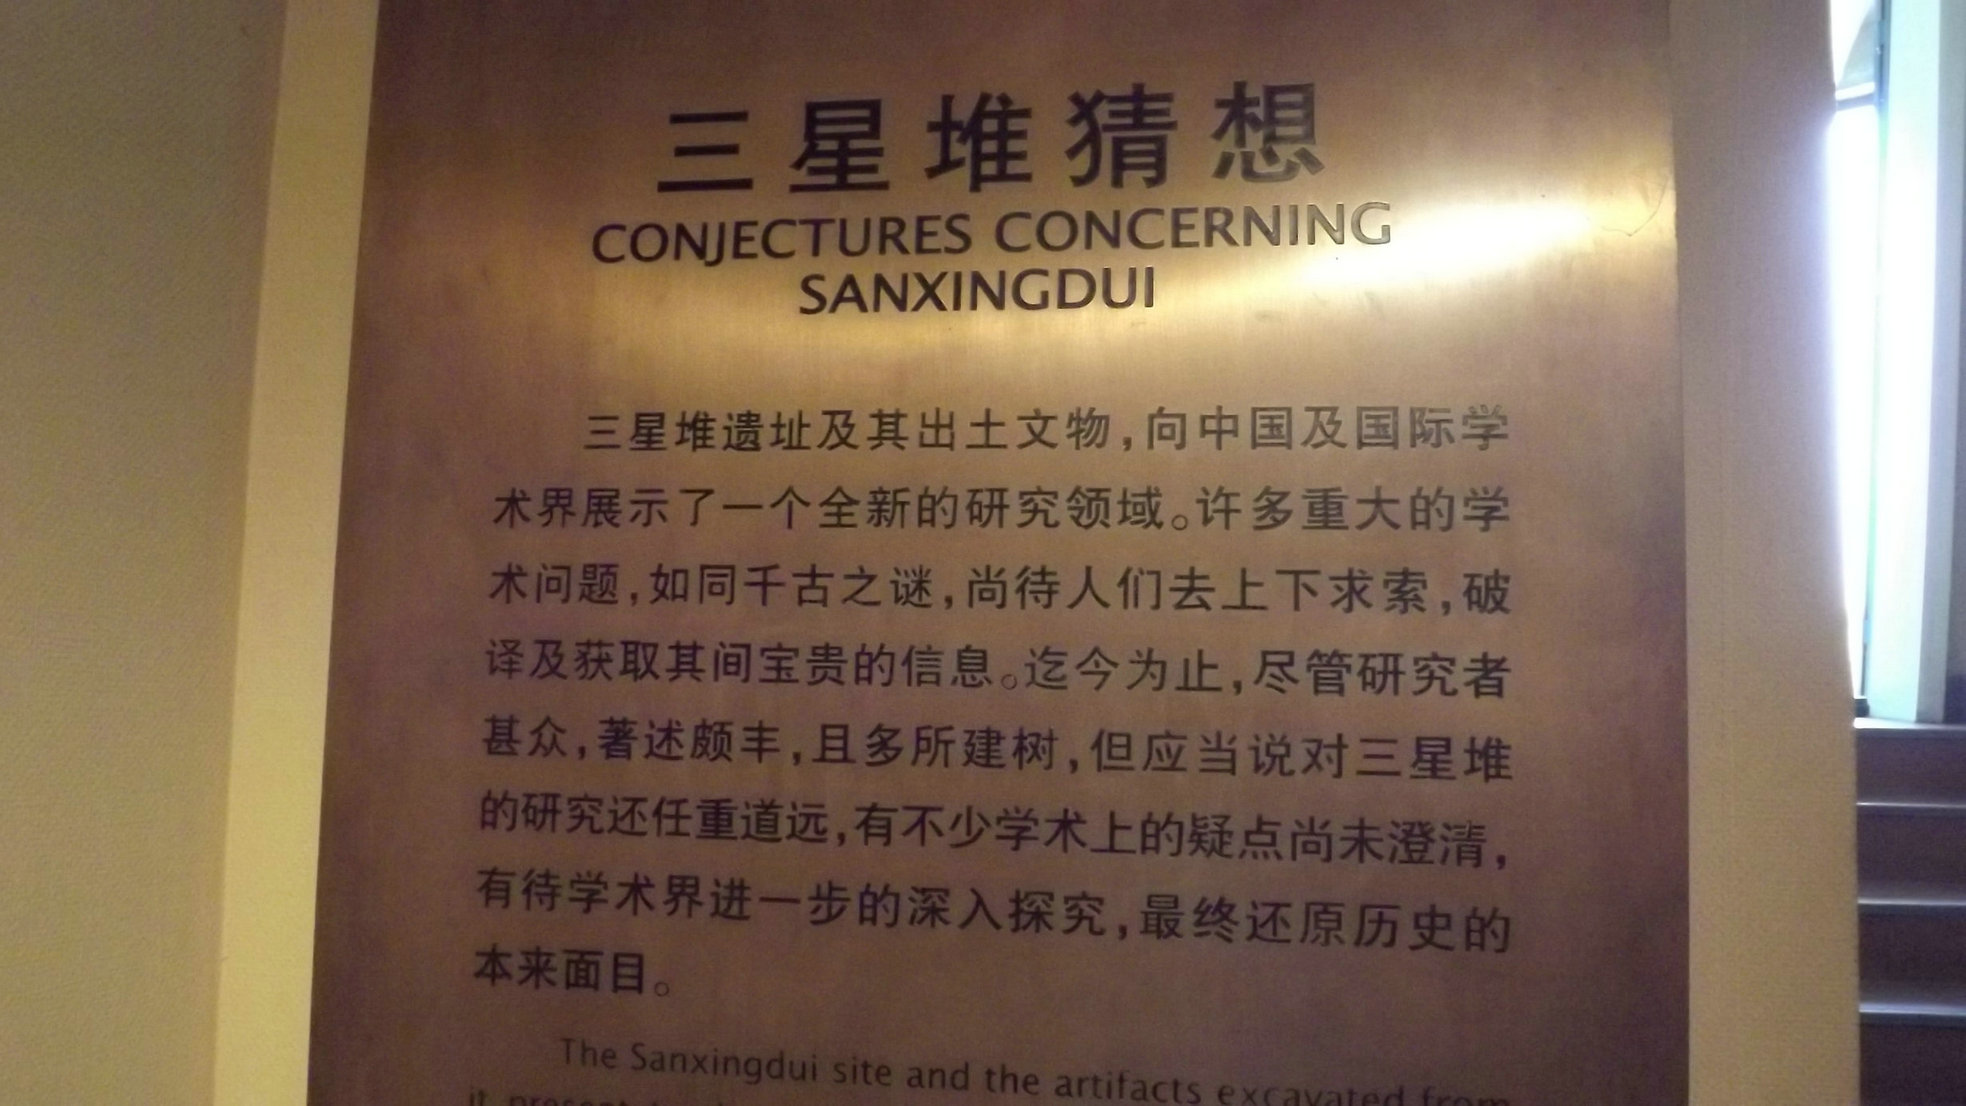 三星堆猜想
CONJECTURES CONCERNING
SANXINGDUI
三星堆遗址及其出土文物,向中国及国际学
术界展示了一个全新的研究领域。许多重大的学
术问题,如同千古之谜,尚待人们去上下求索,破
译及获取其间宝贵的信息。迄今为止,尽管研究者
甚众,著述颇丰,且多所建树,但应当说对三星堆
的研究还任重道远,有不少学术上的疑点尚未澄清,
有待学术界进一步的深入探究,最终还原历史的
本来面目。
The Sanxingdui site and the artifacts excavated from
it